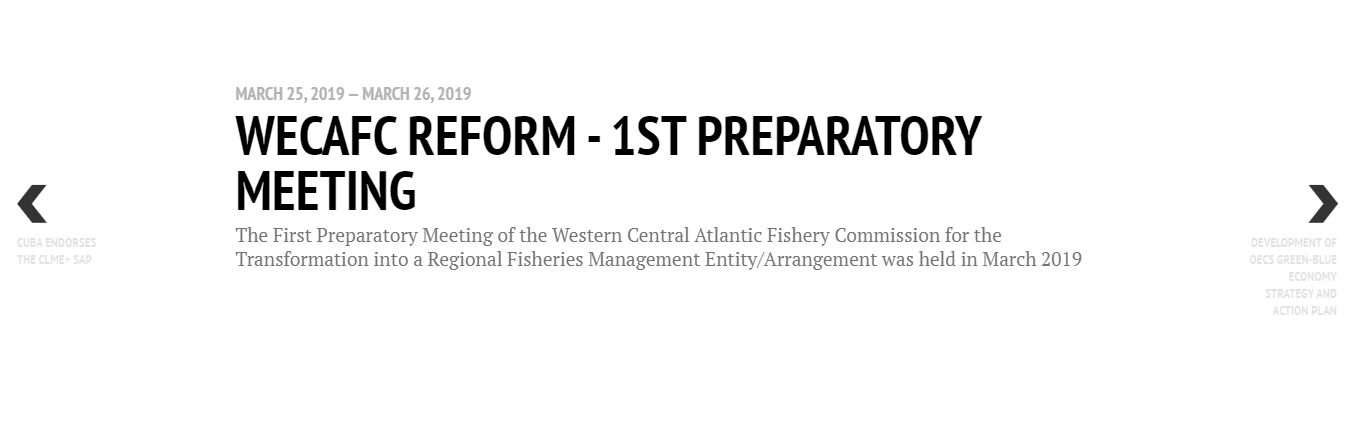 MARCH 25, 2019 – MARCH 26, 2019
WECAFC REFORM - 1ST PREPARATORY
MEETING
The First Preparatory Meeting of the Western Central Atlantic Fishery Commission for the
Transformation into a Regional Fisheries Management Entity/Arrangement was held in March 2019
CUBA ENDORSES
THE CLME+ SAP
DEVELOPMENT OF
OECS GREEN-BLUE
ECONOMY
STRATEGY AND
ACTION PLAN